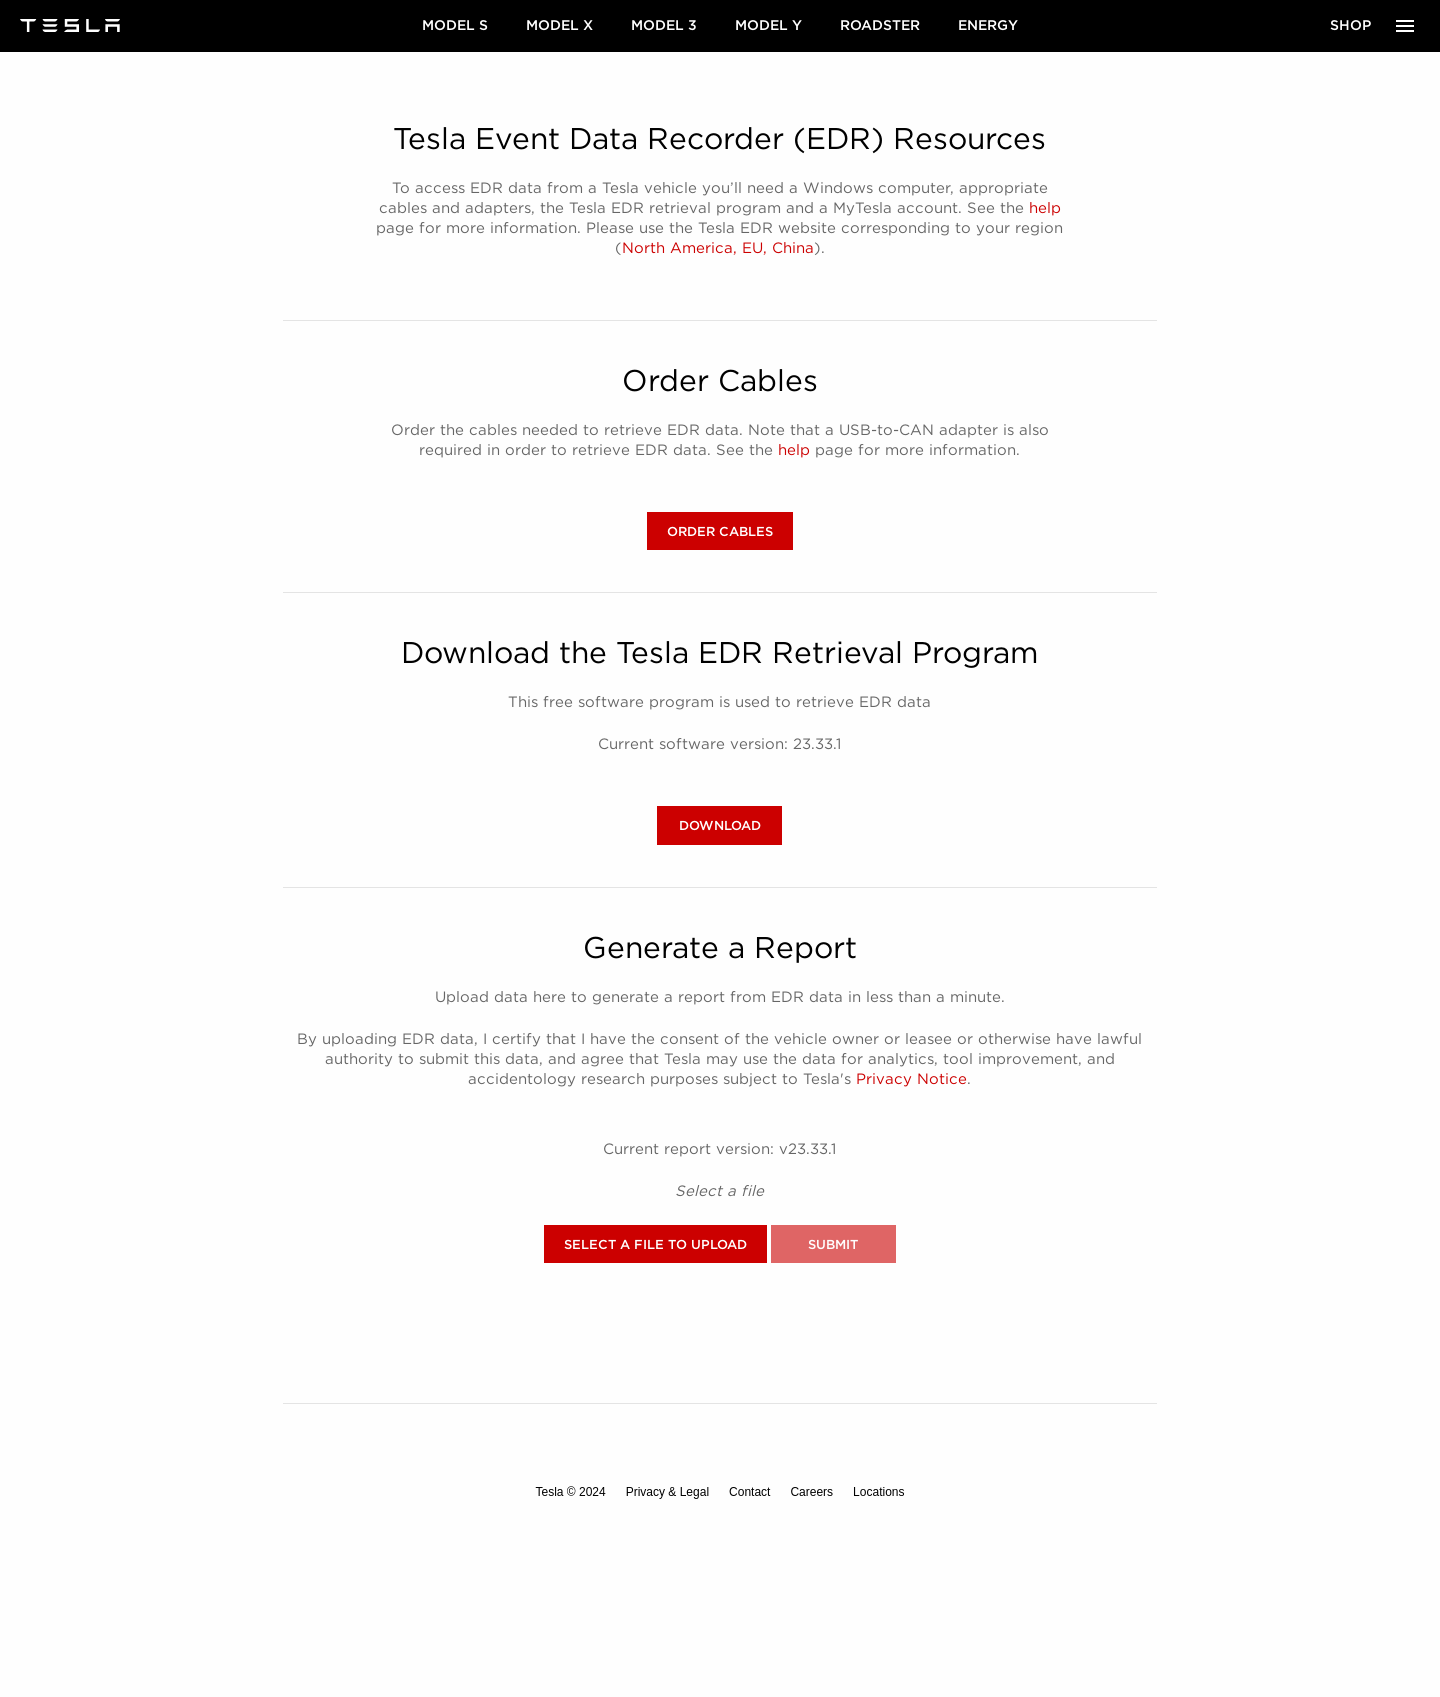 TESLA
MODEL S
MODEL X
MODEL 3
MODEL Y
ROADSTER
ENERGY
SHOP
Tesla Event Data Recorder (EDR) Resources
To access EDR data from a Tesla vehicle you’ll need a Windows computer, appropriate
cables and adapters, the Tesla EDR retrieval program and a MyTesla account. See the help
page for more information. Please use the Tesla EDR website corresponding to your region
(North America, EU, China).
Order Cables
Order the cables needed to retrieve EDR data. Note that a USB-to-CAN adapter is also
required in order to retrieve EDR data. See the help page for more information.
ORDER CABLES
Download the Tesla EDR Retrieval Program
This free software program is used to retrieve EDR data
Current software version: 23.33.1
DOWNLOAD
Generate a Report
Upload data here to generate a report from EDR data in less than a minute.
By uploading EDR data, I certify that I have the consent of the vehicle owner or leasee or otherwise have lawful
authority to submit this data, and agree that Tesla may use the data for analytics, tool improvement, and
accidentology research purposes subject to Tesla's Privacy Notice.
Current report version: v23.33.1
Select a file
SELECT A FILE TO UPLOAD
SUBMIT
Tesla © 2024
Privacy & Legal
Contact
Careers
Locations